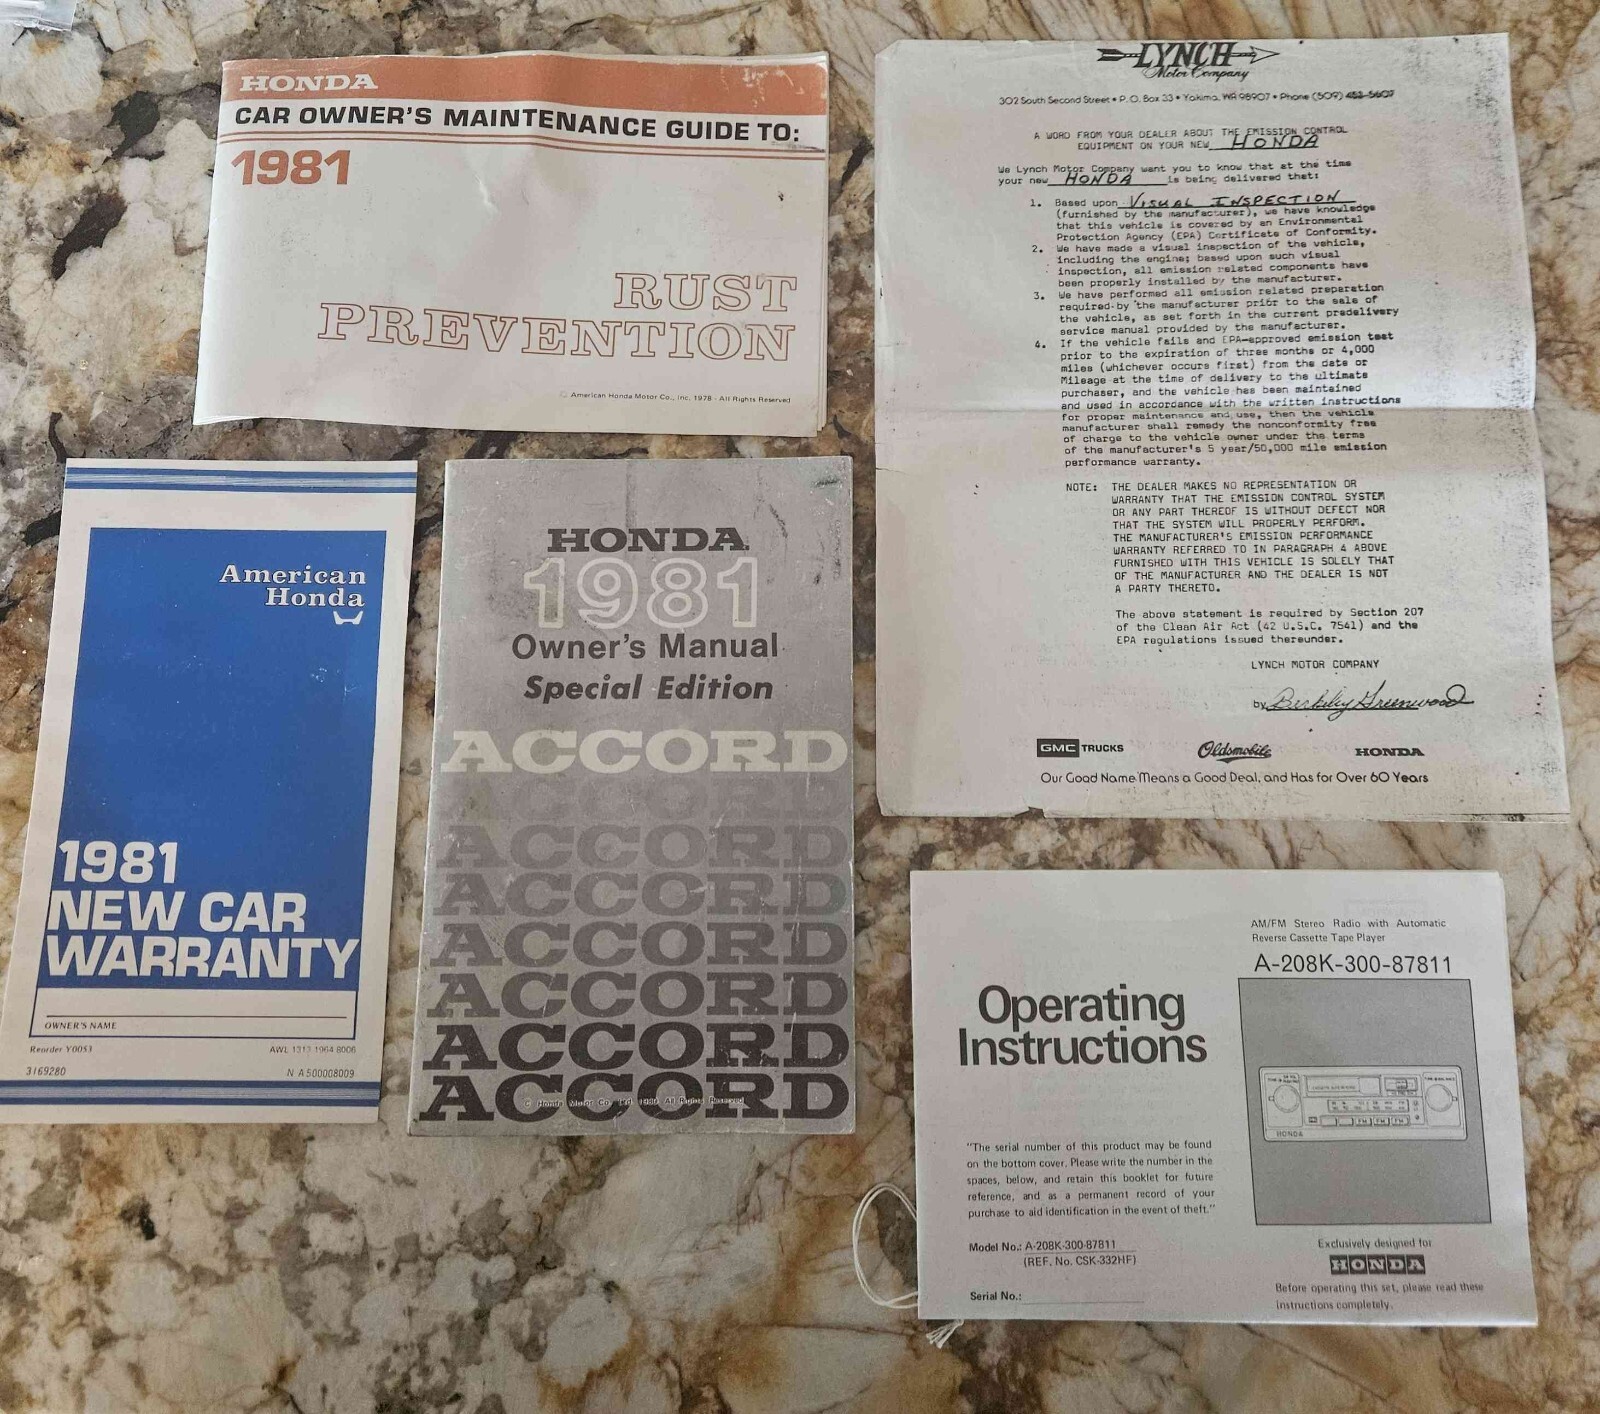 HONDA
CAR OWNER'S MAINTENANCE GUIDE TO:
1981
RUST
PREVENTION
© American Honda Motor Co., Inc. 1978 - All Rights Reserved
LYNCH
Motor Company
302 South Second Street • P.O. Box 33 • Yakima, WA 98907 • Phone (509) 453-5607
A WORD FROM YOUR DEALER ABOUT THE EMISSION CONTROL
EQUIPMENT ON YOUR NEW HONDA
We Lynch Motor Company want you to know that at the time
your new HONDA is being delivered that:
1. Based upon VISUAL INSPECTION
(furnished by the manufacturer), we have knowledge
that this vehicle is covered by an Environmental
Protection Agency (EPA) Certificate of Conformity.
2. We have made a visual inspection of the vehicle,
including the engine; based upon such visual
inspection, all emission related components have
been properly installed by the manufacturer.
3. We have performed all emission related preparation
required by the manufacturer prior to the sale of
the vehicle, as set forth in the current predelivery
service manual provided by the manufacturer.
4. If the vehicle fails and EPA-approved emission test
prior to the expiration of three months or 4,000
miles (whichever occurs first) from the date or
Mileage at the time of delivery to the ultimate
purchaser, and the vehicle has been maintained
and used in accordance with the written instructions
for proper maintenance and use, then the vehicle
manufacturer shall remedy the nonconformity free
of charge to the vehicle owner under the terms
of the manufacturer's 5 year/50,000 mile emission
performance warranty.
NOTE: THE DEALER MAKES NO REPRESENTATION OR
WARRANTY THAT THE EMISSION CONTROL SYSTEM
OR ANY PART THEREOF IS WITHOUT DEFECT NOR
THAT THE SYSTEM WILL PROPERLY PERFORM.
THE MANUFACTURER'S EMISSION PERFORMANCE
WARRANTY REFERRED TO IN PARAGRAPH 4 ABOVE
FURNISHED WITH THIS VEHICLE IS SOLELY THAT
OF THE MANUFACTURER AND THE DEALER IS NOT
A PARTY THERETO.
The above statement is required by Section 207
of the Clean Air Act (42 U.S.C. 7541) and the
EPA regulations issued thereunder.
LYNCH MOTOR COMPANY
by Berkeley Greenwood
GMC TRUCKS Oldsmobile HONDA
Our Good Name Means a Good Deal, and Has for Over 60 Years
American
Honda
1981
NEW CAR
WARRANTY
OWNER'S NAME
Reorder Y0053 AWL 1313 1964 8006
3169280 N A 500008009
HONDA
1981
Owner's Manual
Special Edition
ACCORD
ACCORD
ACCORD
ACCORD
ACCORD
ACCORD
ACCORD
ACCORD
© Honda Motor Co., Ltd. 1980, All Rights Reserved
AM/FM Stereo Radio with Automatic
Reverse Cassette Tape Player
A-208K-300-87811
Operating
Instructions
HONDA
"The serial number of this product may be found
on the bottom cover. Please write the number in the
spaces, below, and retain this booklet for future
reference, and as a permanent record of your
purchase to aid identification in the event of theft."
Model No.: A-208K-300-87811
(REF. No. CSK-332HF)
Serial No.:
Exclusively designed for
HONDA
Before operating this set, please read these
instructions completely.